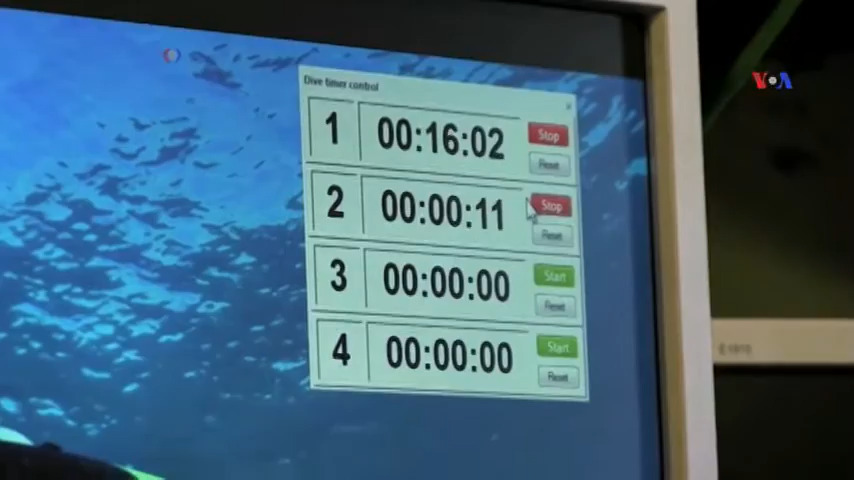 VOA
Dive timer control
1 00:16:02 Stop
Reset
2 00:00:11 Stop
Reset
3 00:00:00 Start
Reset
4 00:00:00 Start
Reset